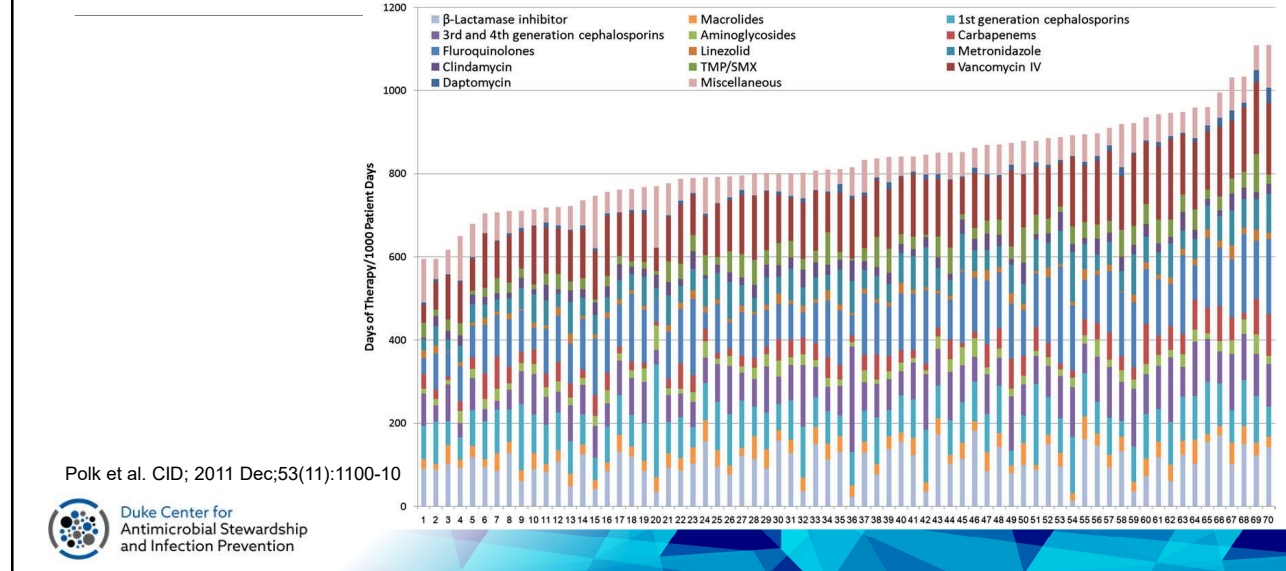 1200
β-Lactamase inhibitor Macrolides 1st generation cephalosporins
3rd and 4th generation cephalosporins Aminoglycosides Carbapenems
Fluroquinolones Linezolid Metronidazole
Clindamycin TMP/SMX Vancomycin IV
Daptomycin Miscellaneous
1000
800
600
400
200
0
Days of Therapy/1000 Patient Days
1 2 3 4 5 6 7 8 9 10 11 12 13 14 15 16 17 18 19 20 21 22 23 24 25 26 27 28 29 30 31 32 33 34 35 36 37 38 39 40 41 42 43 44 45 46 47 48 49 50 51 52 53 54 55 56 57 58 59 60 61 62 63 64 65 66 67 68 69 70
Polk et al. CID; 2011 Dec;53(11):1100-10
Duke Center for
Antimicrobial Stewardship
and Infection Prevention